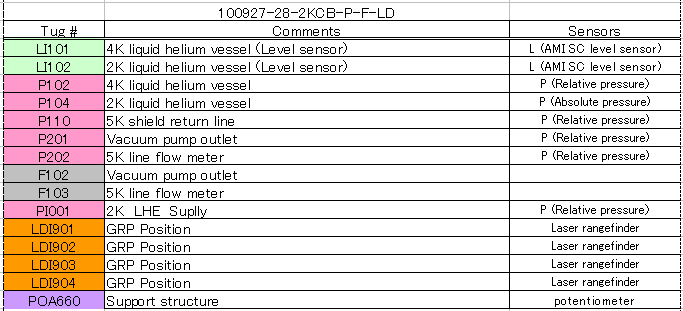 100927-28-2KCB-P-F-LD
Tug # Comments Sensors
LI101 4K liquid helium vessel (Level sensor) L (AMI SC level sensor)
LI102 2K liquid helium vessel (Level sensor) L (AMI SC level sensor)
P102 4K liquid helium vessel P (Relative pressure)
P104 2K liquid helium vessel P (Absolute pressure)
P110 5K shield return line P (Relative pressure)
P201 Vacuum pump outlet P (Relative pressure)
P202 5K line flow meter P (Relative pressure)
F102 Vacuum pump outlet
F103 5K line flow meter
PI001 2K LHE Suplly P (Relative pressure)
LDI901 GRP Position Laser rangefinder
LDI902 GRP Position Laser rangefinder
LDI903 GRP Position Laser rangefinder
LDI904 GRP Position Laser rangefinder
POA660 Support structure potentiometer